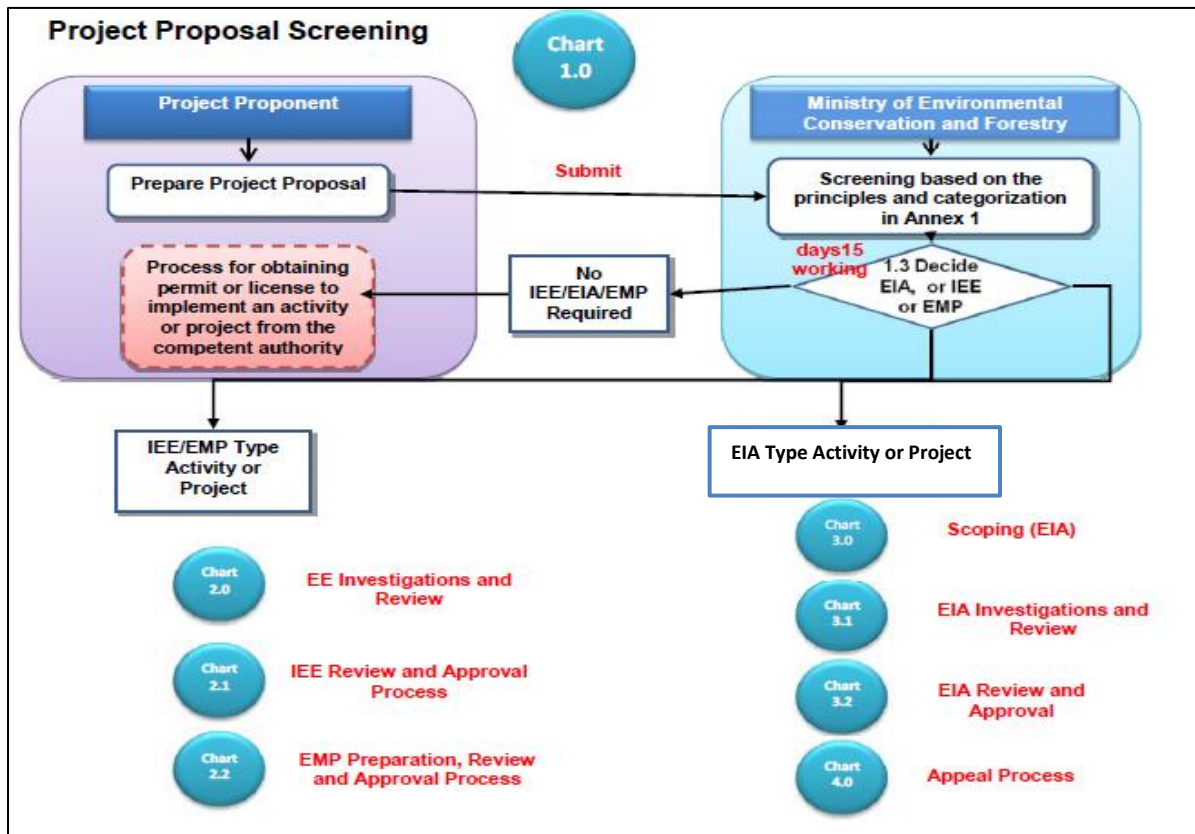 Project Proposal Screening
Chart
1.0
Project Proponent
Ministry of Environmental
Conservation and Forestry
Prepare Project Proposal
Submit
Screening based on the
principles and categorization
in Annex 1
days15
working
1.3 Decide
EIA, or IEE
or EMP
No
IEE/EIA/EMP
Required
Process for obtaining
permit or license to
implement an activity
or project from the
competent authority
IEE/EMP Type
Activity or
Project
EIA Type Activity or Project
Chart
2.0
EE Investigations and
Review
Chart
2.1
IEE Review and Approval
Process
Chart
2.2
EMP Preparation, Review
and Approval Process
Chart
3.0
Scoping (EIA)
Chart
3.1
EIA Investigations and
Review
Chart
3.2
EIA Review and
Approval
Chart
4.0
Appeal Process